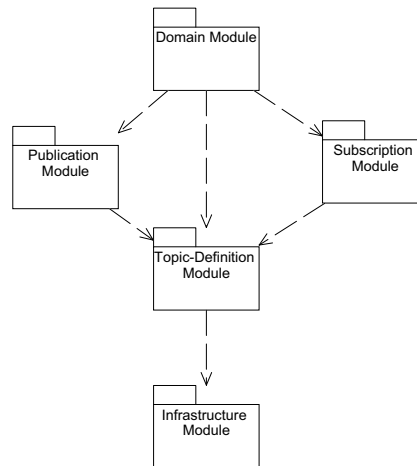 Domain Module
Publication
Module
Subscription
Module
Topic-Definition
Module
Infrastructure
Module